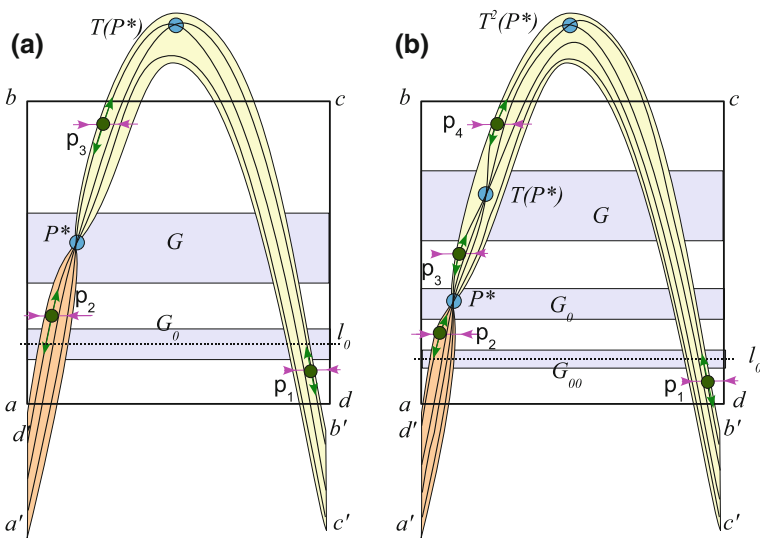 (a)
T(P*)
b
c
p3
P*
G
p2
G0
l0
p1
a
d
d'
b'
a'
c'
(b)
T²(P*)
b
c
p4
T(P*)
G
p3
P*
G0
p2
l0
G00
p1
a
d
d'
b'
a'
c'